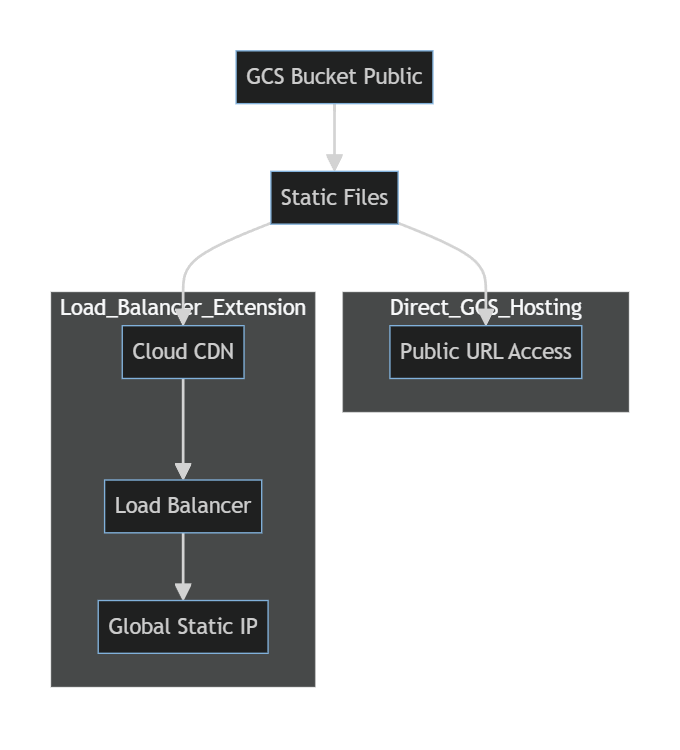 GCS Bucket Public
Static Files
Load_Balancer_Extension
Direct_GCS_Hosting
Cloud CDN
Public URL Access
Load Balancer
Global Static IP